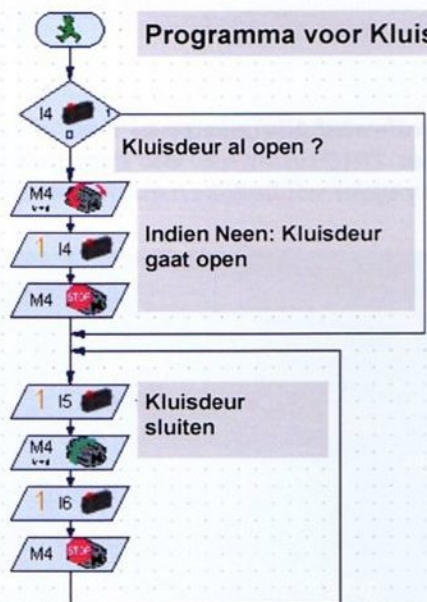 Programma voor Kluis
I4
1
0
Kluisdeur al open ?
M4
Indien Neen: Kluisdeur
gaat open
1 I4
M4 STOP
1 I5
Kluisdeur
sluiten
M4
1 I6
M4 STOP